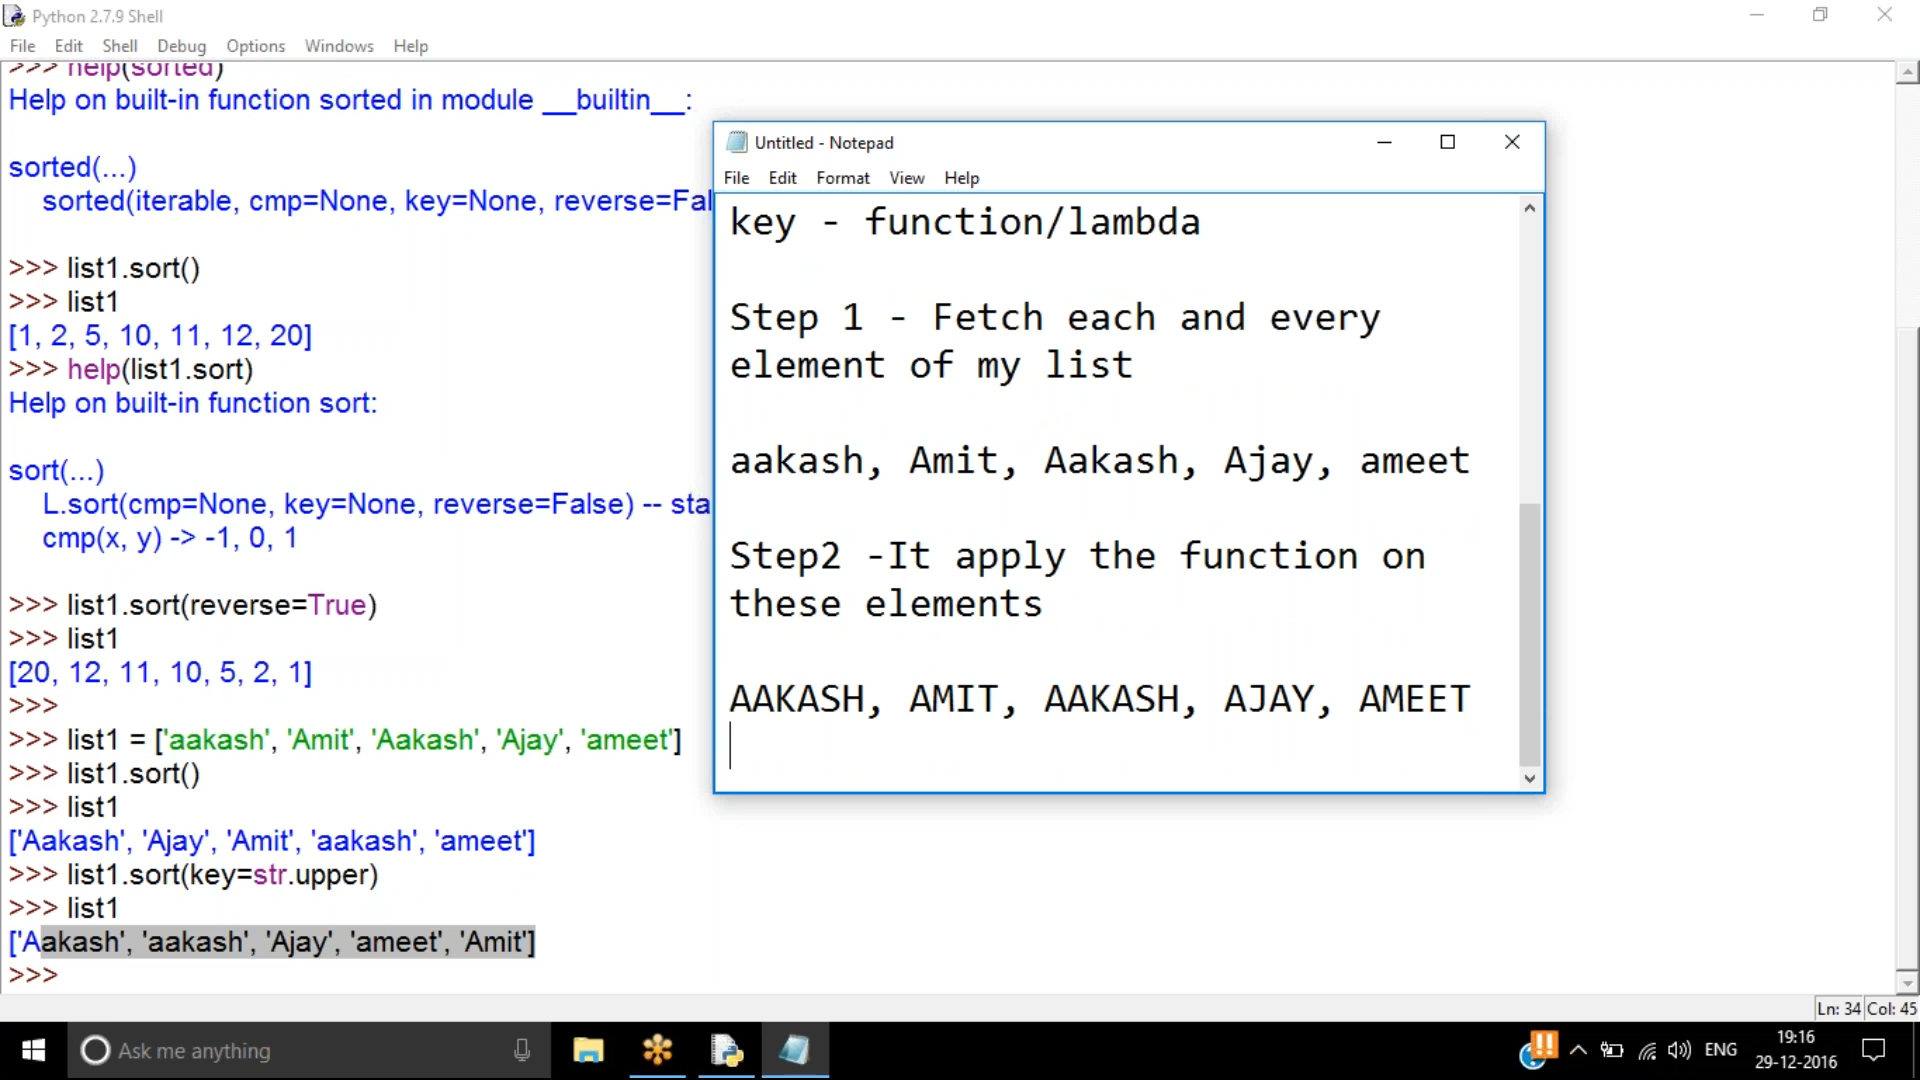 Python 2.7.9 Shell
File Edit Shell Debug Options Windows Help
>>> help(sorted)
Help on built-in function sorted in module __builtin__:
sorted(...)
sorted(iterable, cmp=None, key=None, reverse=Fal
>>> list1.sort()
>>> list1
[1, 2, 5, 10, 11, 12, 20]
>>> help(list1.sort)
Help on built-in function sort:
sort(...)
L.sort(cmp=None, key=None, reverse=False) -- sta
cmp(x, y) -> -1, 0, 1
>>> list1.sort(reverse=True)
>>> list1
[20, 12, 11, 10, 5, 2, 1]
>>>
>>> list1 = ['aakash', 'Amit', 'Aakash', 'Ajay', 'ameet']
>>> list1.sort()
>>> list1
['Aakash', 'Ajay', 'Amit', 'aakash', 'ameet']
>>> list1.sort(key=str.upper)
>>> list1
['Aakash', 'aakash', 'Ajay', 'ameet', 'Amit']
>>>
Untitled - Notepad
File Edit Format View Help
key - function/lambda
Step 1 - Fetch each and every
element of my list
aakash, Amit, Aakash, Ajay, ameet
Step2 -It apply the function on
these elements
AAKASH, AMIT, AAKASH, AJAY, AMEET
Ln: 34 Col: 45
Ask me anything
ENG
19:16
29-12-2016